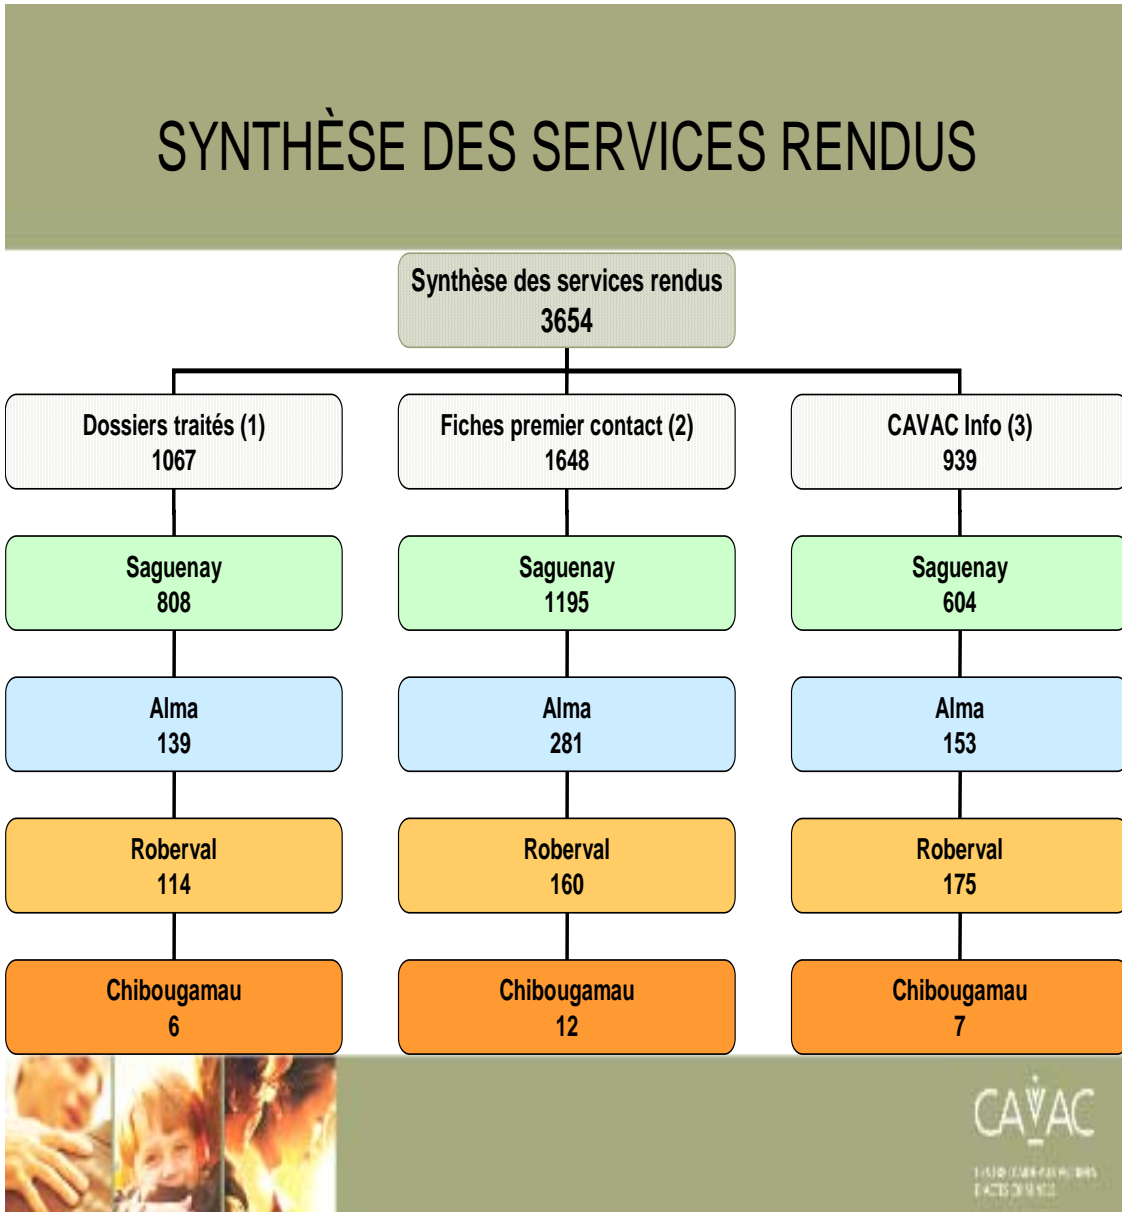 SYNTHÈSE DES SERVICES RENDUS
Synthèse des services rendus
3654
Dossiers traités (1)
1067
Fiches premier contact (2)
1648
CAVAC Info (3)
939
Saguenay
808
Saguenay
1195
Saguenay
604
Alma
139
Alma
281
Alma
153
Roberval
114
Roberval
160
Roberval
175
Chibougamau
6
Chibougamau
12
Chibougamau
7
CAVAC